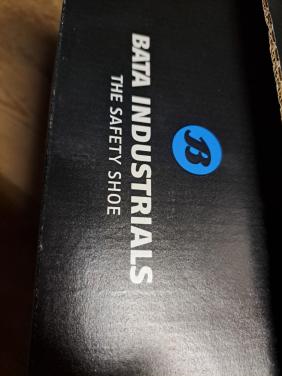 B
BATA INDUSTRIALS
THE SAFETY SHOE